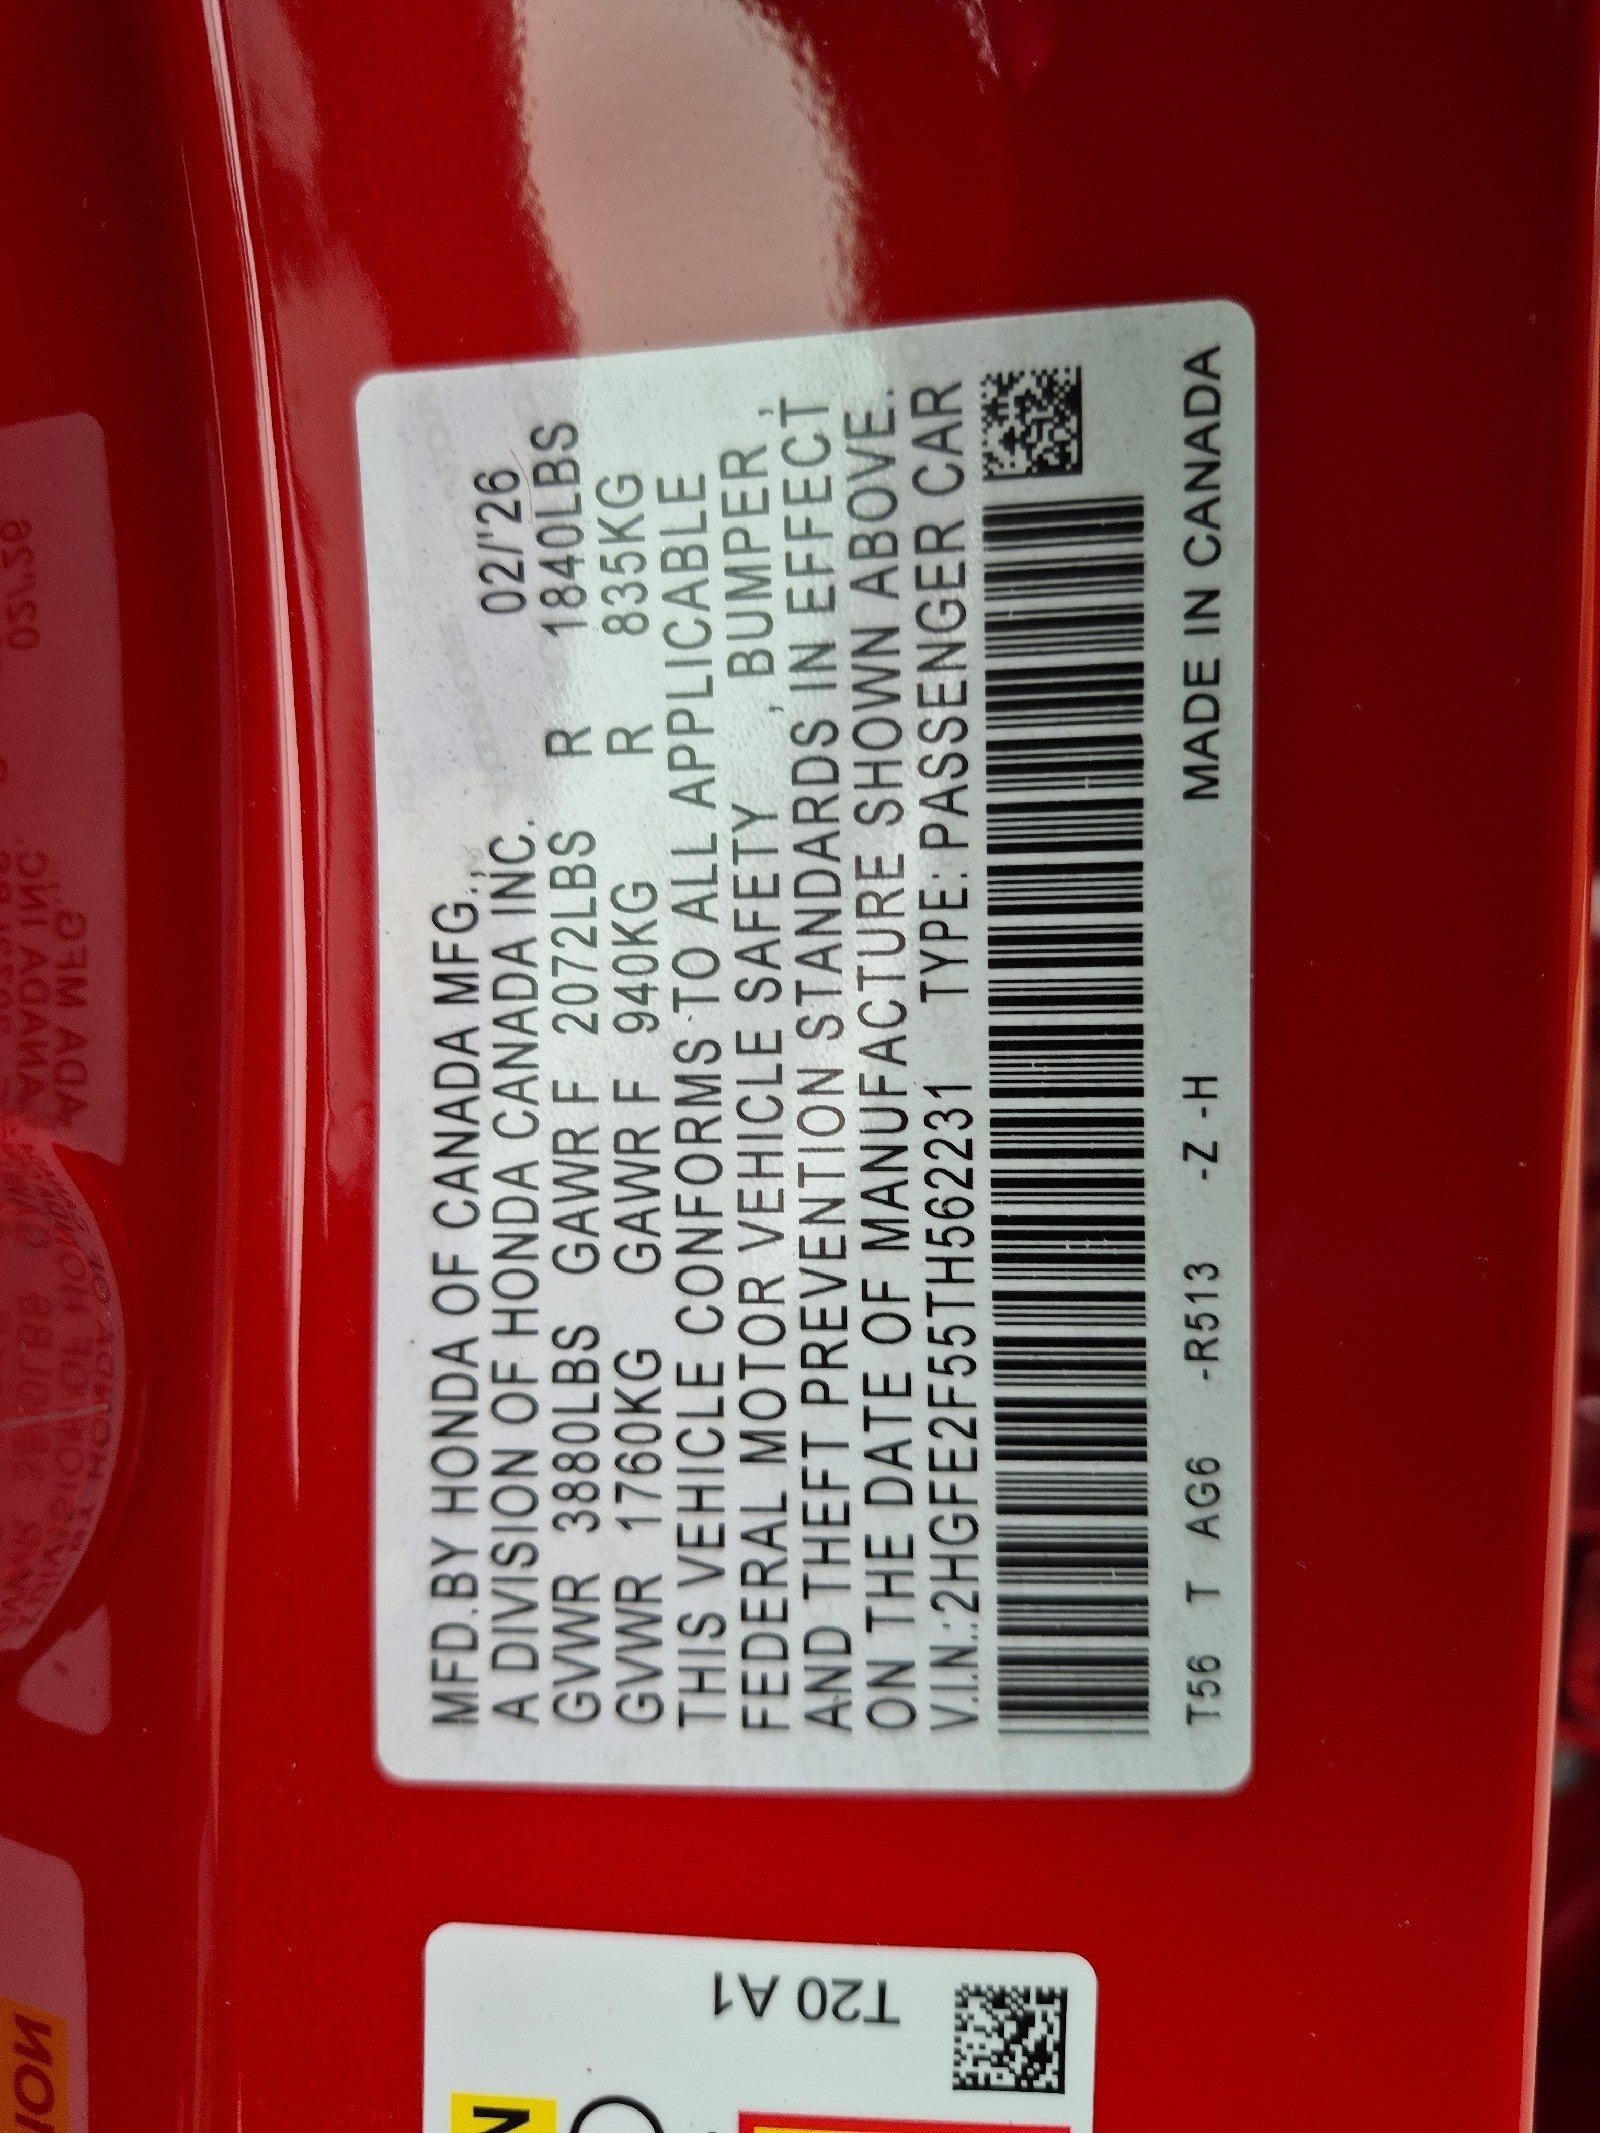 MFD.BY HONDA OF CANADA MFG.,
A DIVISION OF HONDA CANADA INC. 02/'26
GVWR 3880LBS GAWR F 2072LBS R 1840LBS
GVWR 1760KG GAWR F 940KG R 835KG
THIS VEHICLE CONFORMS TO ALL APPLICABLE
FEDERAL MOTOR VEHICLE SAFETY, BUMPER,
AND THEFT PREVENTION STANDARDS, IN EFFECT
ON THE DATE OF MANUFACTURE SHOWN ABOVE.
V.I.N.:2HGFE2F55TH562231 TYPE:PASSENGER CAR
T56 T AG6 -R513 -Z -H MADE IN CANADA
T20 A1